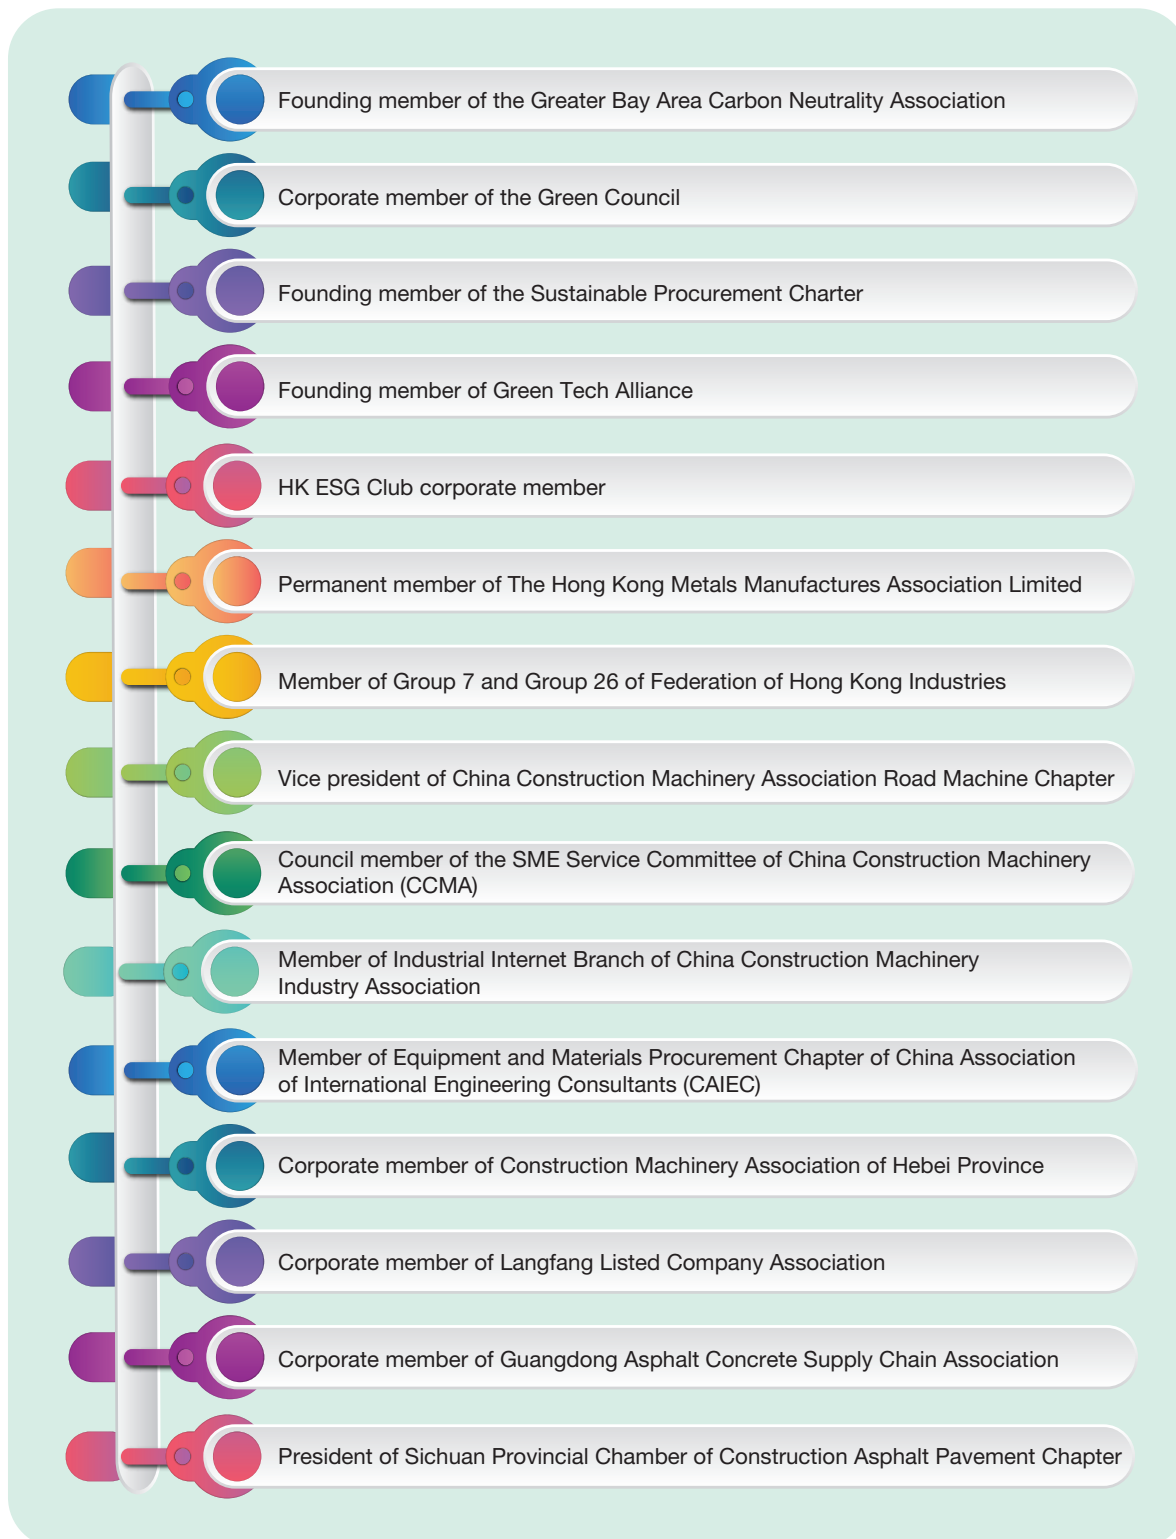 Founding member of the Greater Bay Area Carbon Neutrality Association
Corporate member of the Green Council
Founding member of the Sustainable Procurement Charter
Founding member of Green Tech Alliance
HK ESG Club corporate member
Permanent member of The Hong Kong Metals Manufactures Association Limited
Member of Group 7 and Group 26 of Federation of Hong Kong Industries
Vice president of China Construction Machinery Association Road Machine Chapter
Council member of the SME Service Committee of China Construction Machinery
Association (CCMA)
Member of Industrial Internet Branch of China Construction Machinery
Industry Association
Member of Equipment and Materials Procurement Chapter of China Association
of International Engineering Consultants (CAIEC)
Corporate member of Construction Machinery Association of Hebei Province
Corporate member of Langfang Listed Company Association
Corporate member of Guangdong Asphalt Concrete Supply Chain Association
President of Sichuan Provincial Chamber of Construction Asphalt Pavement Chapter